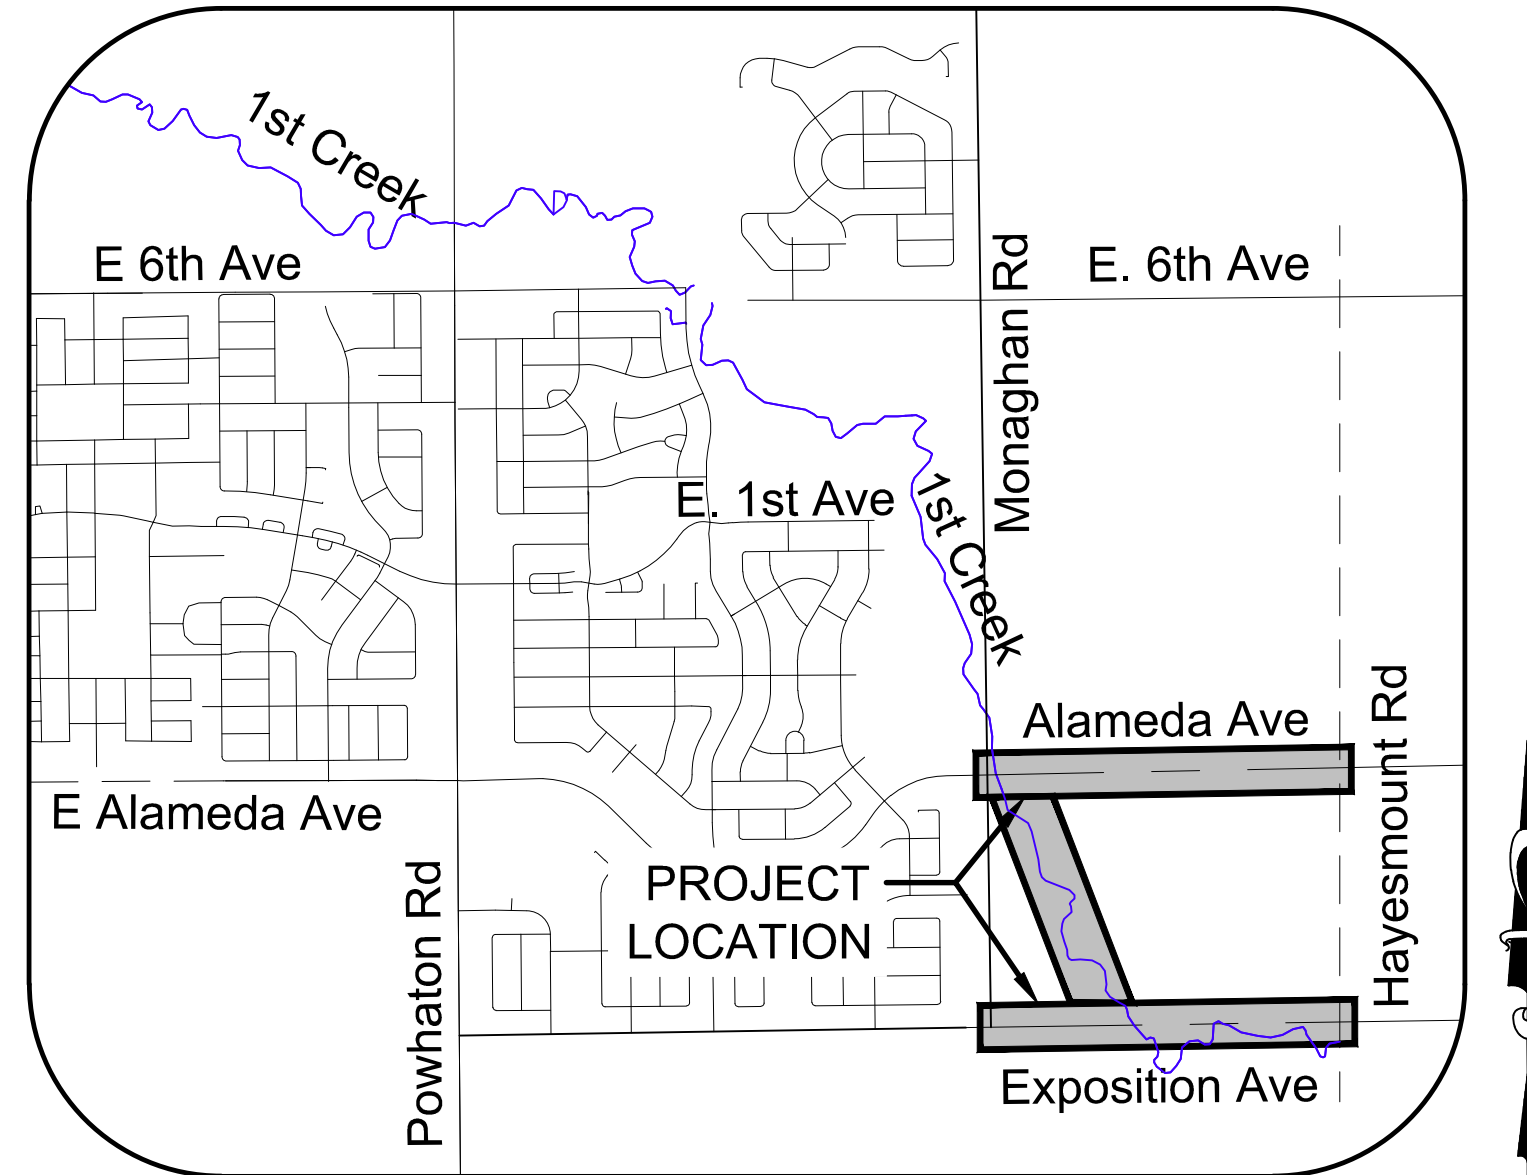 1st Creek
E 6th Ave
Monaghan Rd
E. 6th Ave
E. 1st Ave
1st Creek
Alameda Ave
Hayesmount Rd
E Alameda Ave
Powhaton Rd
PROJECT
LOCATION
Exposition Ave